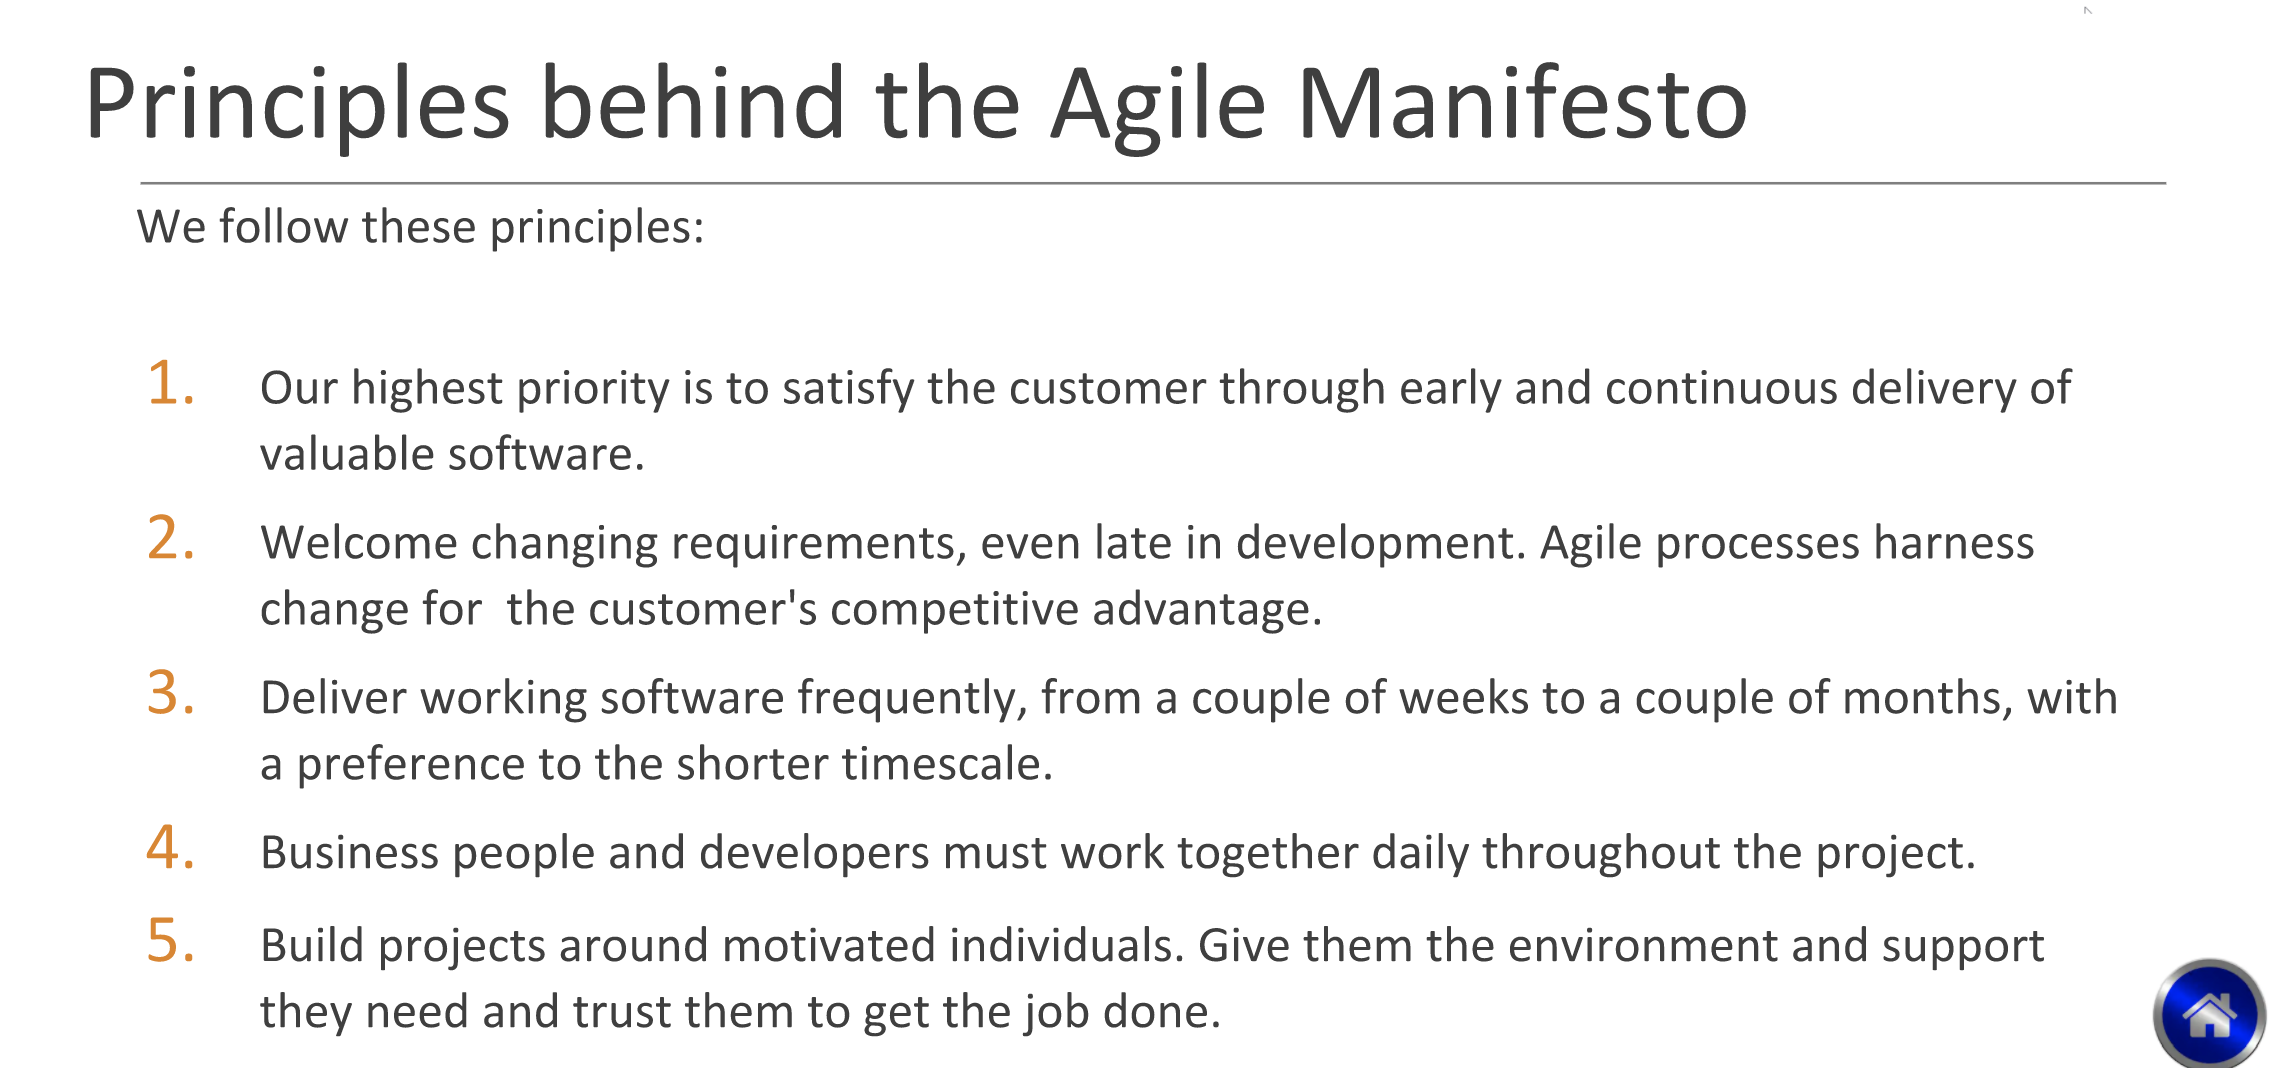 Principles behind the Agile Manifesto
We follow these principles:
1. Our highest priority is to satisfy the customer through early and continuous delivery of
valuable software.
2. Welcome changing requirements, even late in development. Agile processes harness
change for  the customer's competitive advantage.
3. Deliver working software frequently, from a couple of weeks to a couple of months, with
a preference to the shorter timescale.
4. Business people and developers must work together daily throughout the project.
5. Build projects around motivated individuals. Give them the environment and support
they need and trust them to get the job done.